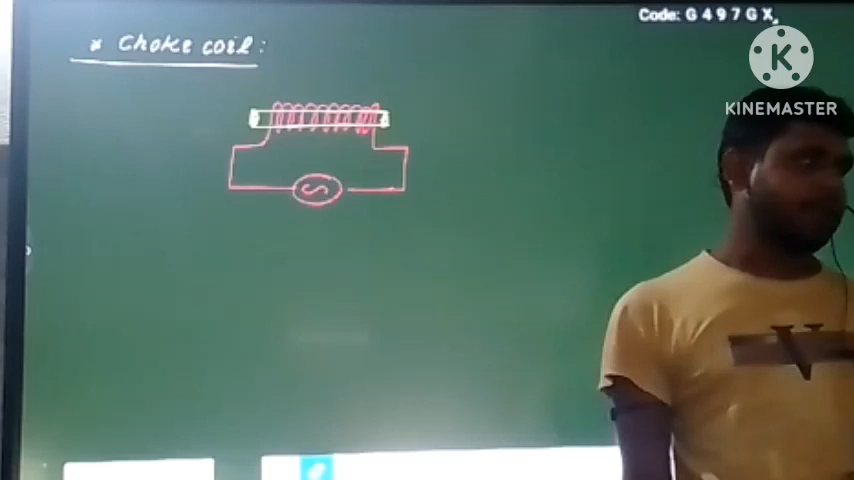 Code: G 4 9 7 G X
* Choke coil:
K
KINEMASTER
V